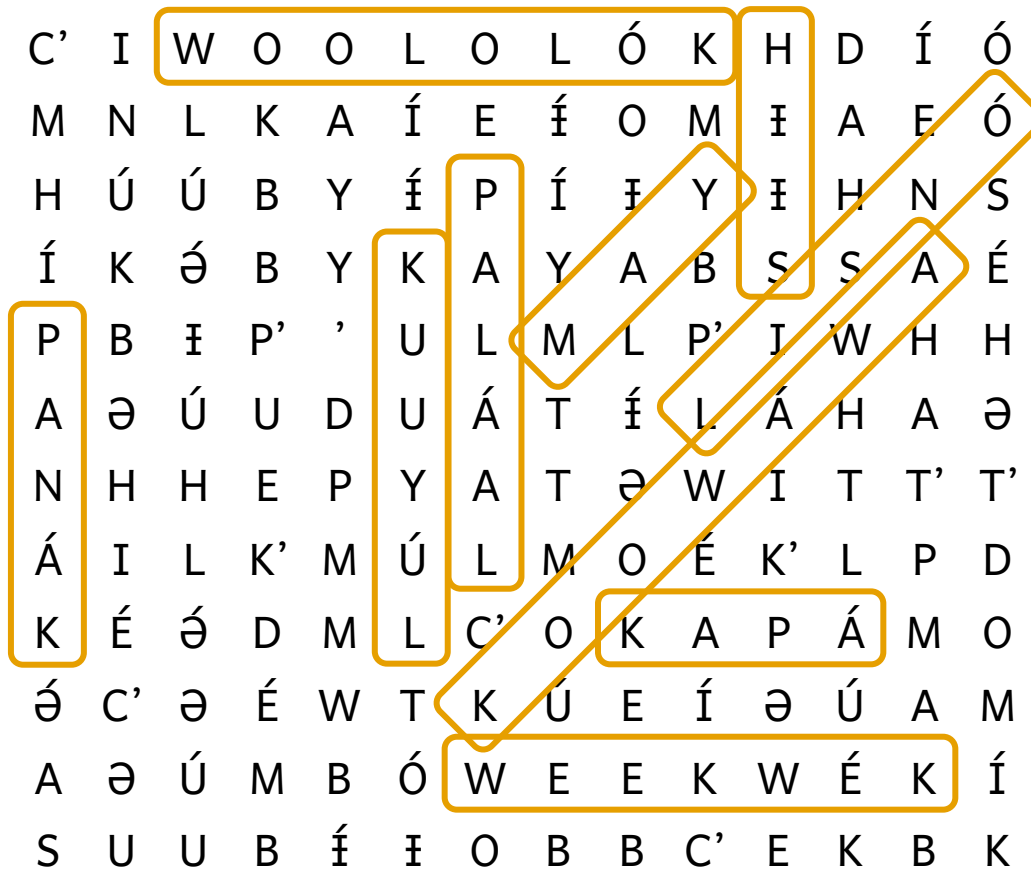 C’ I W O O L O L Ó K H D Í Ó
M N L K A Í E Ɨ́ O M Ɨ A E Ó
H Ú Ú B Y Ɨ́ P Í Ɨ Y Ɨ H N S
Í K Ə́ B Y K A Y A B S S A É
P B Ɨ P’ ’ U L M L P’ I W H H
A Ə Ú U D U Á T Ɨ́ L Á H A Ə
N H H E P Y A T Ə W I T T’ T’
Á I L K’ M Ú L M O É K’ L P D
K É Ə́ D M L C’ O K A P Á M O
Ə́ C’ Ə É W T K Ú E Í Ə Ú A M
A Ə Ú M B Ó W E E K W É K Í
S U U B Ɨ́ Ɨ O B B C’ E K B K